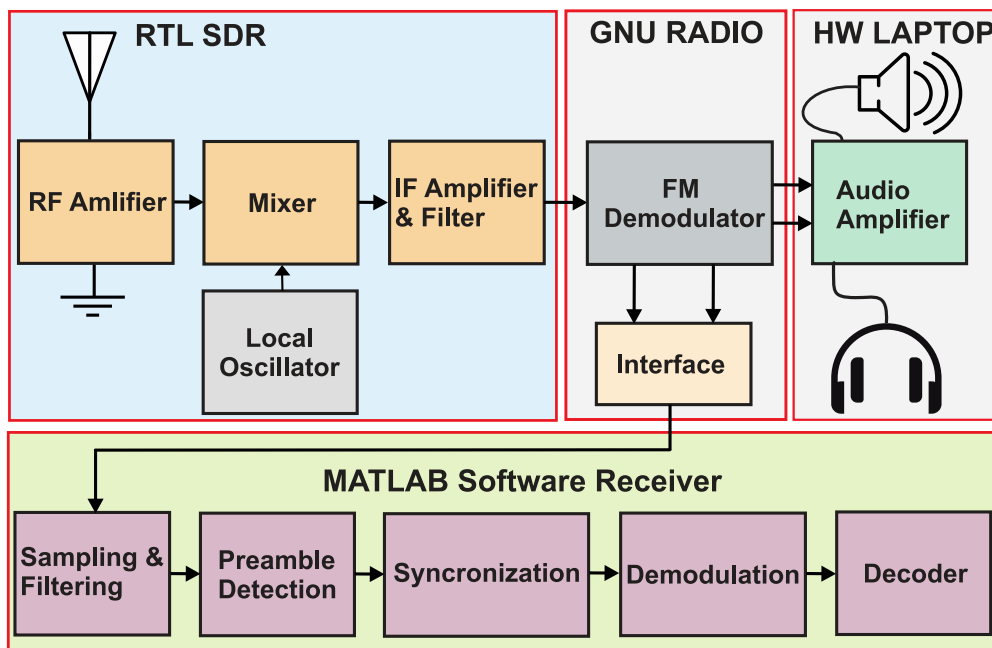 RTL SDR
RF Amlifier
Mixer
IF Amplifier
& Filter
Local
Oscillator
GNU RADIO
FM
Demodulator
Interface
HW LAPTOP
Audio
Amplifier
MATLAB Software Receiver
Sampling &
Filtering
Preamble
Detection
Syncronization
Demodulation
Decoder